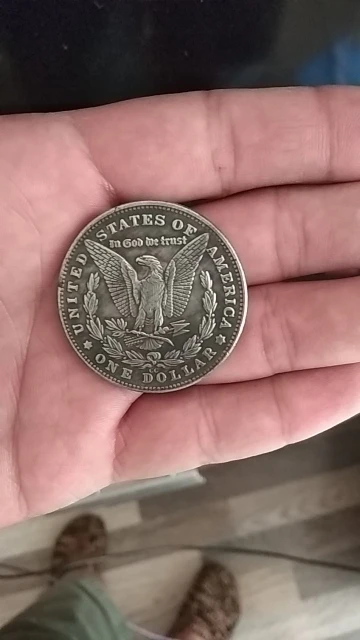 UNITED STATES OF AMERICA
In God we trust
★ ONE DOLLAR ★